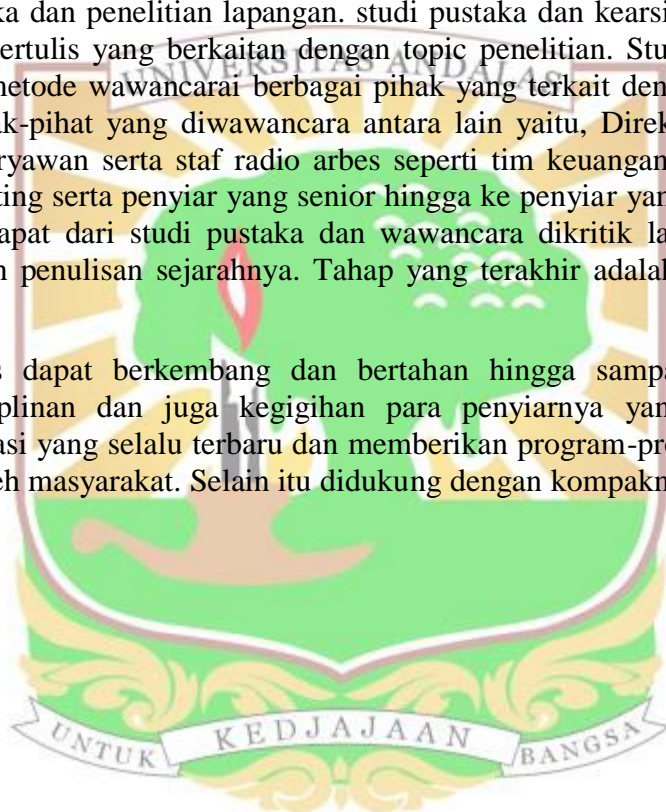 ka dan penelitian lapangan. studi pustaka dan kearsi
ertulis yang berkaitan dengan topic penelitian. Stu
UNIVERSITAS ANDALAS
netode wawancarai berbagai pihak yang terkait den
ak-pihat yang diwawancara antara lain yaitu, Direk
ryawan serta staf radio arbes seperti tim keuangan
ting serta penyiar yang senior hingga ke penyiar yan
apat dari studi pustaka dan wawancara dikritik la
n penulisan sejarahnya. Tahap yang terakhir adalal
s dapat berkembang dan bertahan hingga sampa
plinan dan juga kegigihan para penyiarnya yan
asi yang selalu terbaru dan memberikan program-pr
eh masyarakat. Selain itu didukung dengan kompakn
UNTUK KEDJAJAAN BANGSA